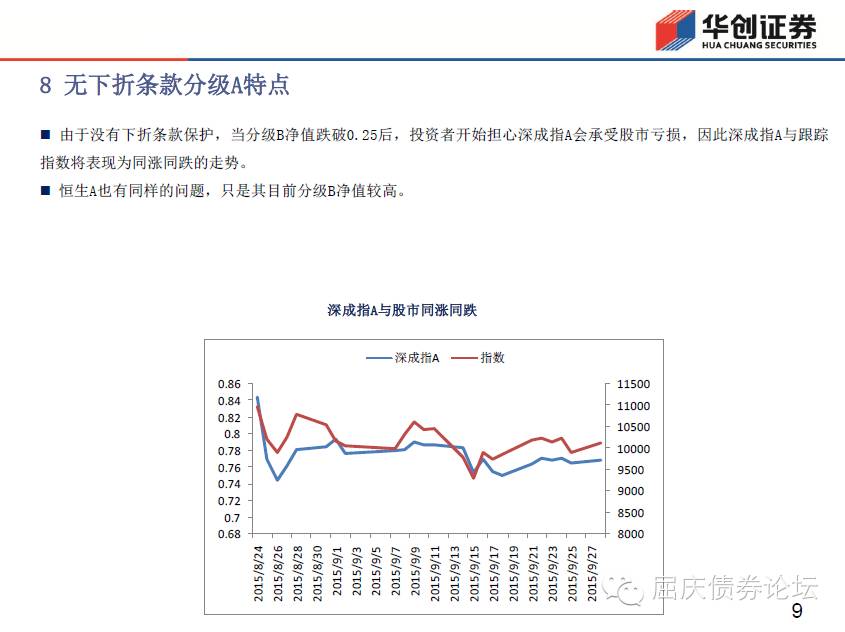 华创证券
HUA CHUANG SECURITIES
8 无下折条款分级A特点
■ 由于没有下折条款保护，当分级B净值跌破0.25后，投资者开始担心深成指A会承受股市亏损，因此深成指A与跟踪
指数将表现为同涨同跌的走势。
■ 恒生A也有同样的问题，只是其目前分级B净值较高。
深成指A与股市同涨同跌
深成指A 指数
0.86 11500
0.84 11000
0.82 10500
0.8 10000
0.78 9500
0.76 9000
0.74 8500
0.72 8000
0.7
0.68
2015/8/24 2015/8/26 2015/8/28 2015/8/30 2015/9/1 2015/9/3 2015/9/5 2015/9/7 2015/9/9 2015/9/11 2015/9/13 2015/9/15 2015/9/17 2015/9/19 2015/9/21 2015/9/23 2015/9/25 2015/9/27
屈庆债券论坛
9